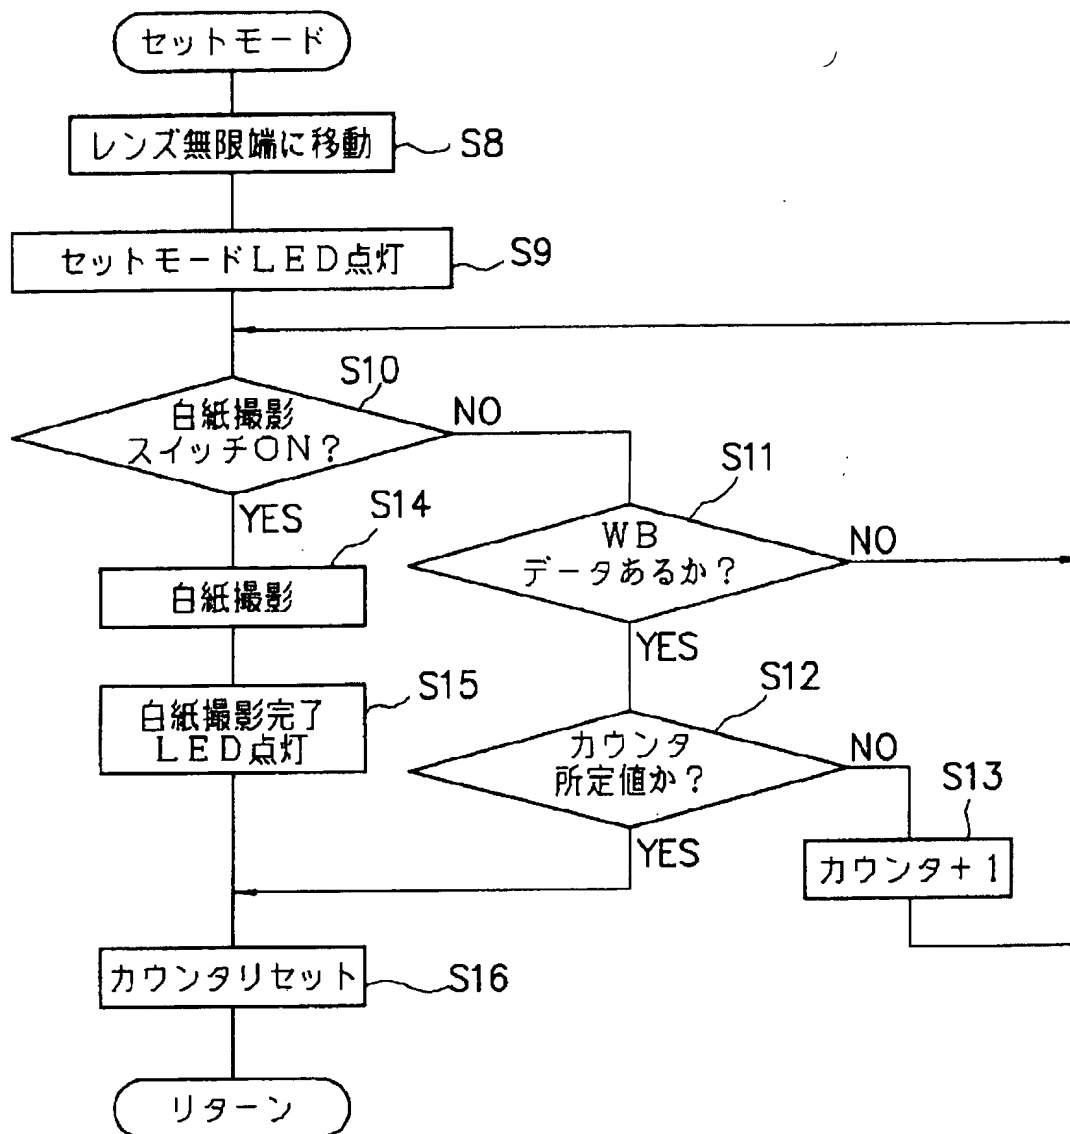 セットモード
レンズ無限端に移動
S8
セットモードLED点灯
S9
S10
白紙撮影
スイッチON?
NO
YES
S11
WB
データあるか?
NO
YES
S14
白紙撮影
S15
白紙撮影完了
LED点灯
S12
カウンタ
所定値か?
NO
YES
S13
カウンタ+1
カウンタリセット
S16
リターン